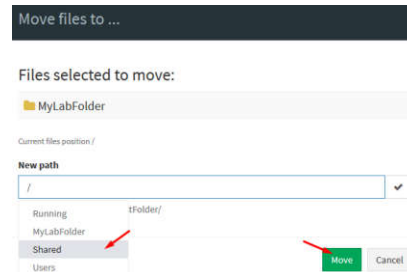 Move files to ...
Files selected to move:
MyLabFolder
Current files position /
New path
/
Running
tFolder/
MyLabFolder
Shared
Users
Move
Cancel